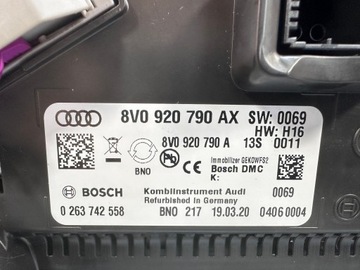 8V0 920 790 AX SW: 0069
HW: H16
8V0 920 790 A 13S 0011
BNO
Immobilizer GEKOWFS2
Bosch DMC
K:
BOSCH Kombiinstrument Audi 0069
Refurbished in Germany
0 263 742 558 BNO 217 19.03.20 0406 0004